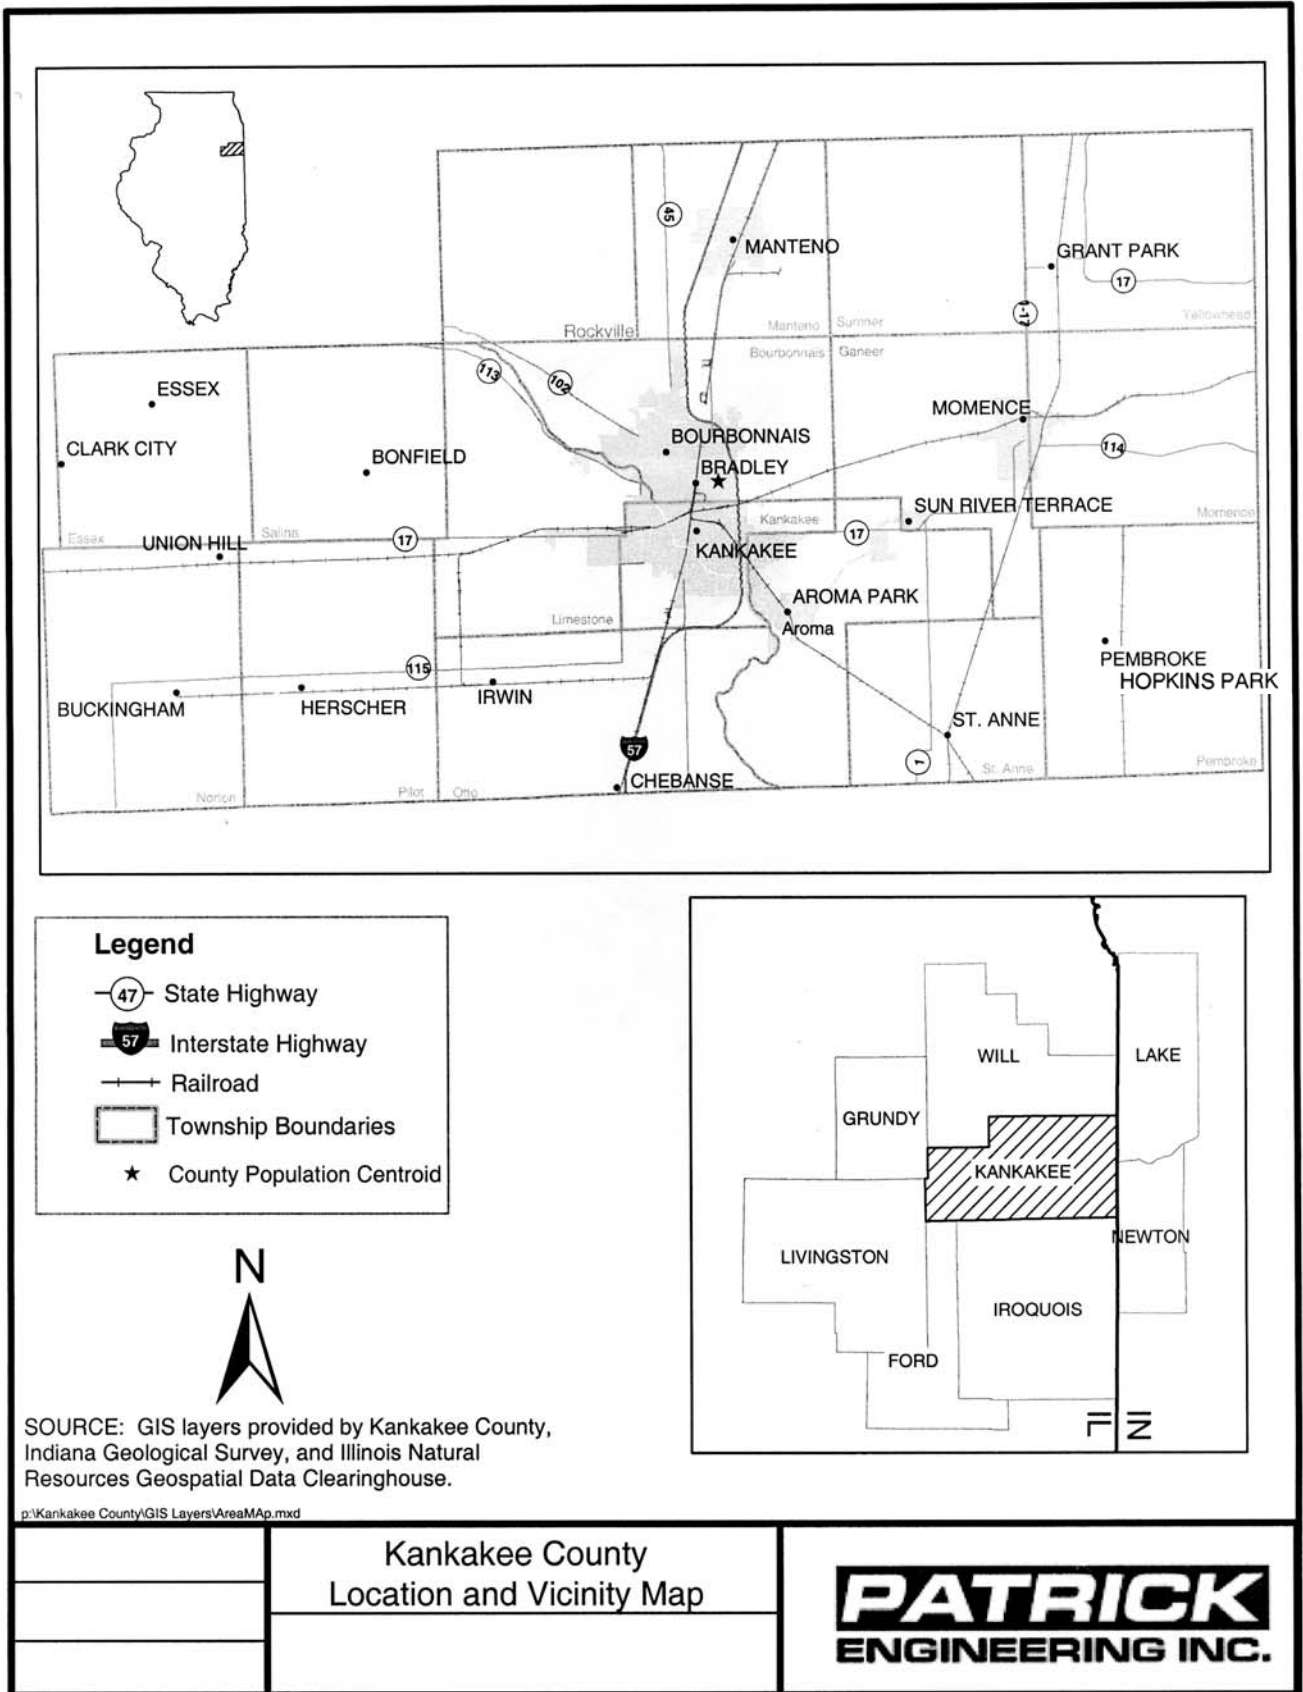 45
MANTENO
GRANT PARK
17
1-17
Rockville
Manteno
Sumner
Yellowhead
Bourbonnais
Ganeer
113
102
ESSEX
MOMENCE
CLARK CITY
BONFIELD
BOURBONNAIS
114
BRADLEY
SUN RIVER TERRACE
Essex
Salina
17
Kankakee
17
Momence
UNION HILL
KANKAKEE
AROMA PARK
Limestone
Aroma
115
PEMBROKE
HOPKINS PARK
BUCKINGHAM
HERSCHER
IRWIN
ST. ANNE
57
1
CHEBANSE
St. Anne
Pembroke
Norton
Pilot
Otto
Legend
47 State Highway
57 Interstate Highway
Railroad
Township Boundaries
County Population Centroid
WILL
LAKE
GRUNDY
KANKAKEE
NEWTON
LIVINGSTON
IROQUOIS
FORD
IL
IN
N
SOURCE: GIS layers provided by Kankakee County,
Indiana Geological Survey, and Illinois Natural
Resources Geospatial Data Clearinghouse.
p:\Kankakee County\GIS Layers\AreaMAp.mxd
Kankakee County
Location and Vicinity Map
PATRICK
ENGINEERING INC.